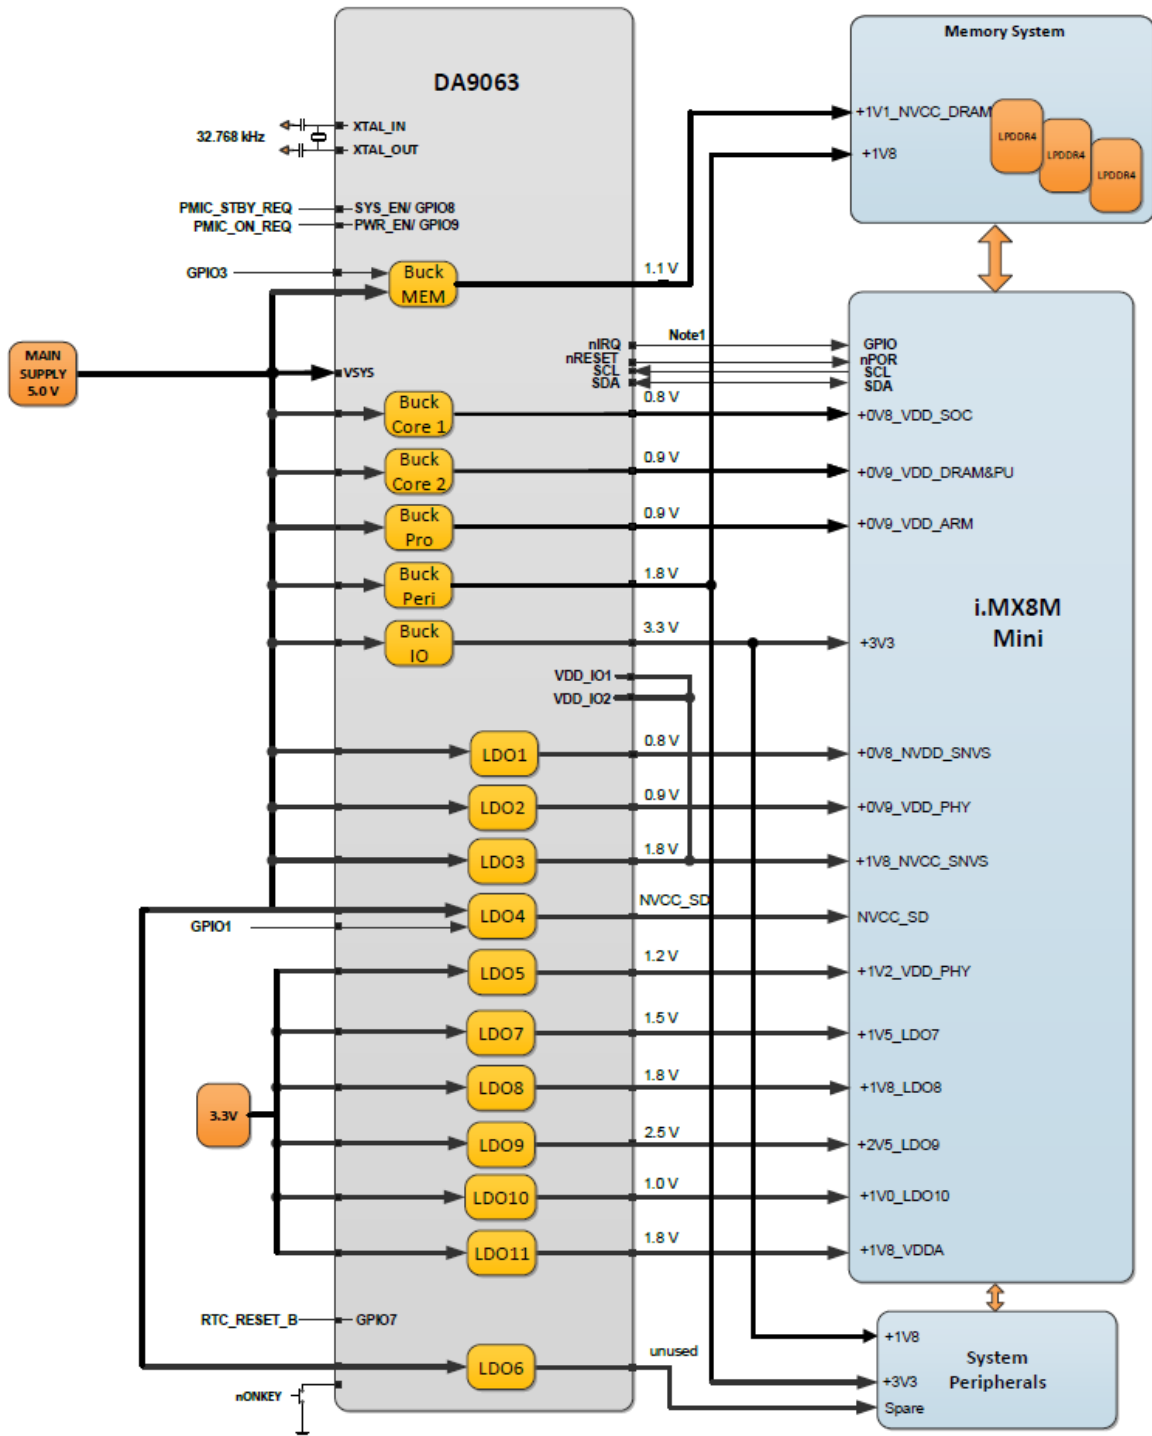 DA9063
Memory System
+1V1_NVCC_DRAM
+1V8
LPDDR4
LPDDR4
LPDDR4
32.768 kHz
XTAL_IN
XTAL_OUT
PMIC_STBY_REQ
SYS_EN/ GPIO8
PMIC_ON_REQ
PWR_EN/ GPIO9
GPIO3
Buck
MEM
1.1 V
MAIN
SUPPLY
5.0 V
VSYS
nIRQ
Note1
GPIO
nRESET
nPOR
SCL
SCL
SDA
SDA
Buck
Core 1
0.8 V
+0V8_VDD_SOC
Buck
Core 2
0.9 V
+0V9_VDD_DRAM&PU
Buck
Pro
0.9 V
+0V9_VDD_ARM
Buck
Peri
1.8 V
i.MX8M
Mini
Buck
IO
3.3 V
+3V3
VDD_IO1
VDD_IO2
LDO1
0.8 V
+0V8_NVDD_SNVS
LDO2
0.9 V
+0V9_VDD_PHY
LDO3
1.8 V
+1V8_NVCC_SNVS
LDO4
NVCC_SD
NVCC_SD
GPIO1
LDO5
1.2 V
+1V2_VDD_PHY
LDO7
1.5 V
+1V5_LDO7
LDO8
1.8 V
+1V8_LDO8
3.3V
LDO9
2.5 V
+2V5_LDO9
LDO10
1.0 V
+1V0_LDO10
LDO11
1.8 V
+1V8_VDDA
RTC_RESET_B
GPIO7
LDO6
unused
nONKEY
+1V8
System
Peripherals
+3V3
Spare